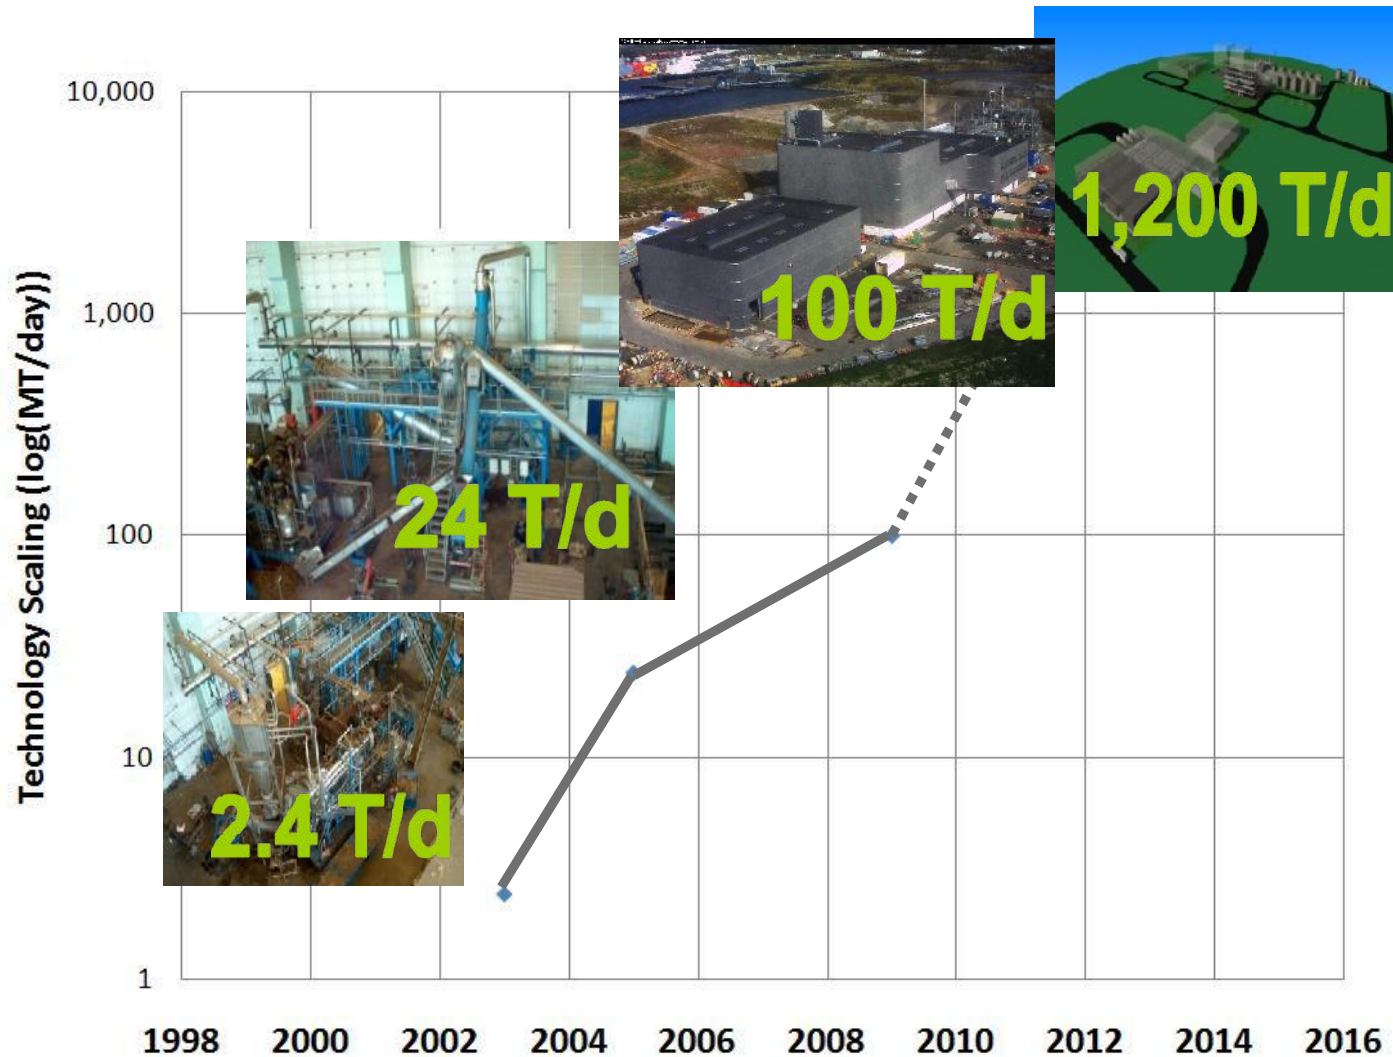 Technology Scaling (log(MT/day))
10,000
1,000
100
10
1
1,200 T/d
100 T/d
24 T/d
2.4 T/d
1998 2000 2002 2004 2006 2008 2010 2012 2014 2016